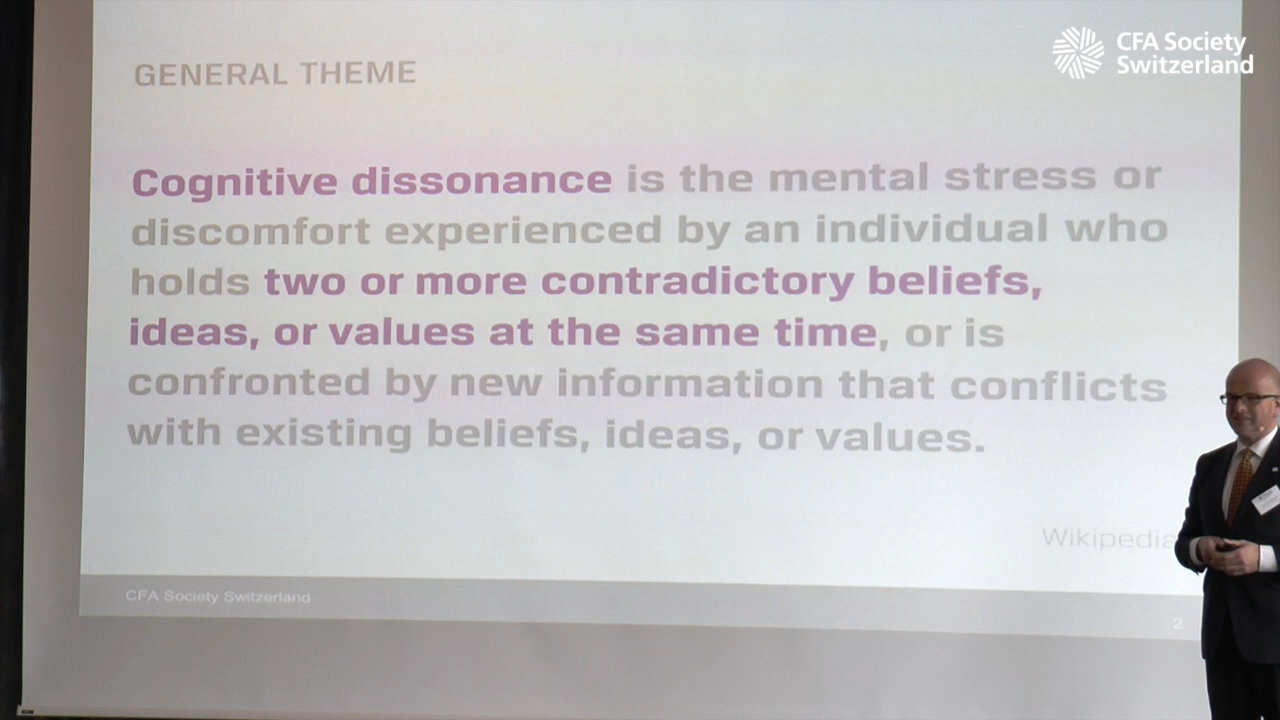 CFA Society
Switzerland
GENERAL THEME
Cognitive dissonance is the mental stress or
discomfort experienced by an individual who
holds two or more contradictory beliefs,
ideas, or values at the same time, or is
confronted by new information that conflicts
with existing beliefs, ideas, or values.
Wikipedia
CFA Society Switzerland
2